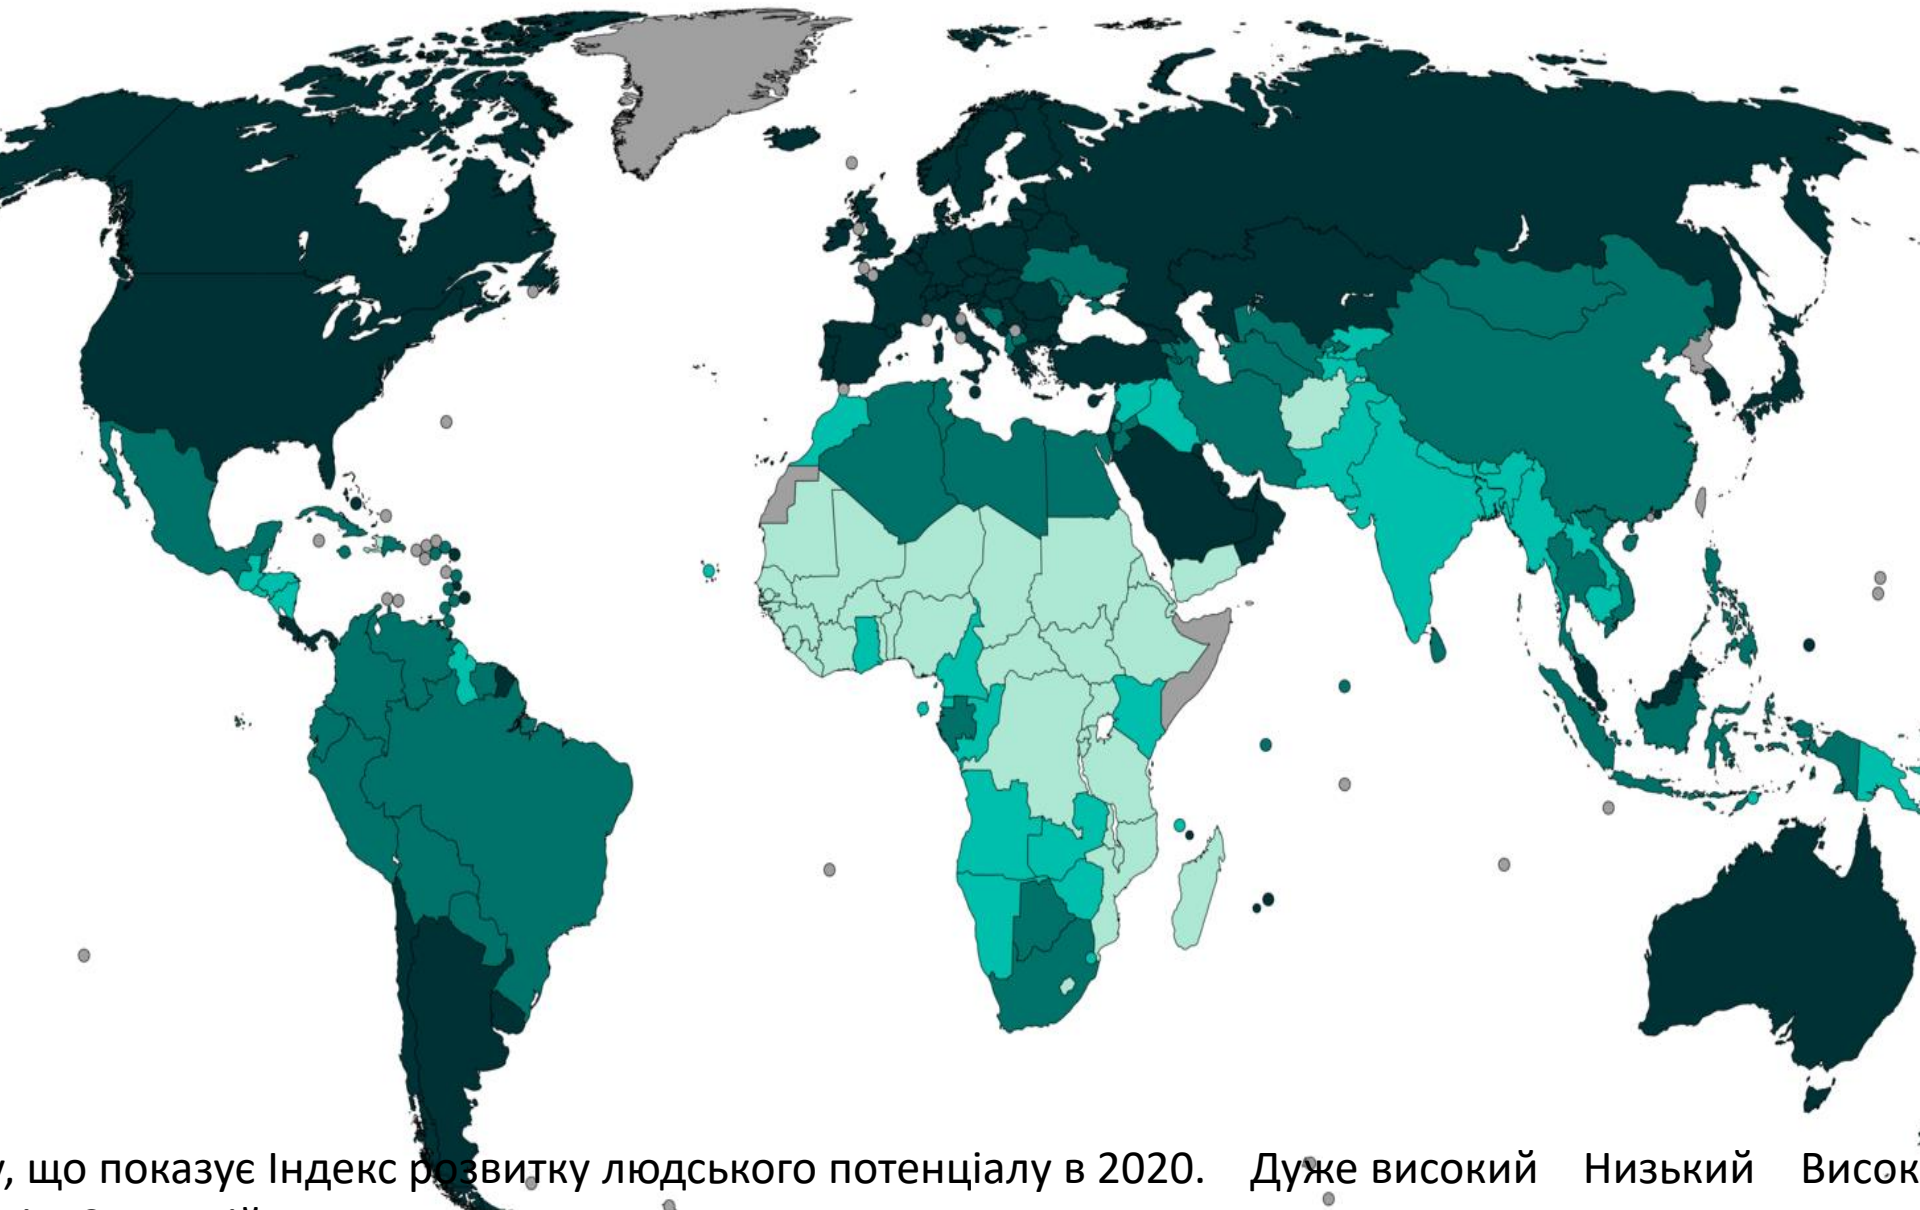 , що показує Індекс розвитку людського потенціалу в 2020. Дуже високий Низький Висок